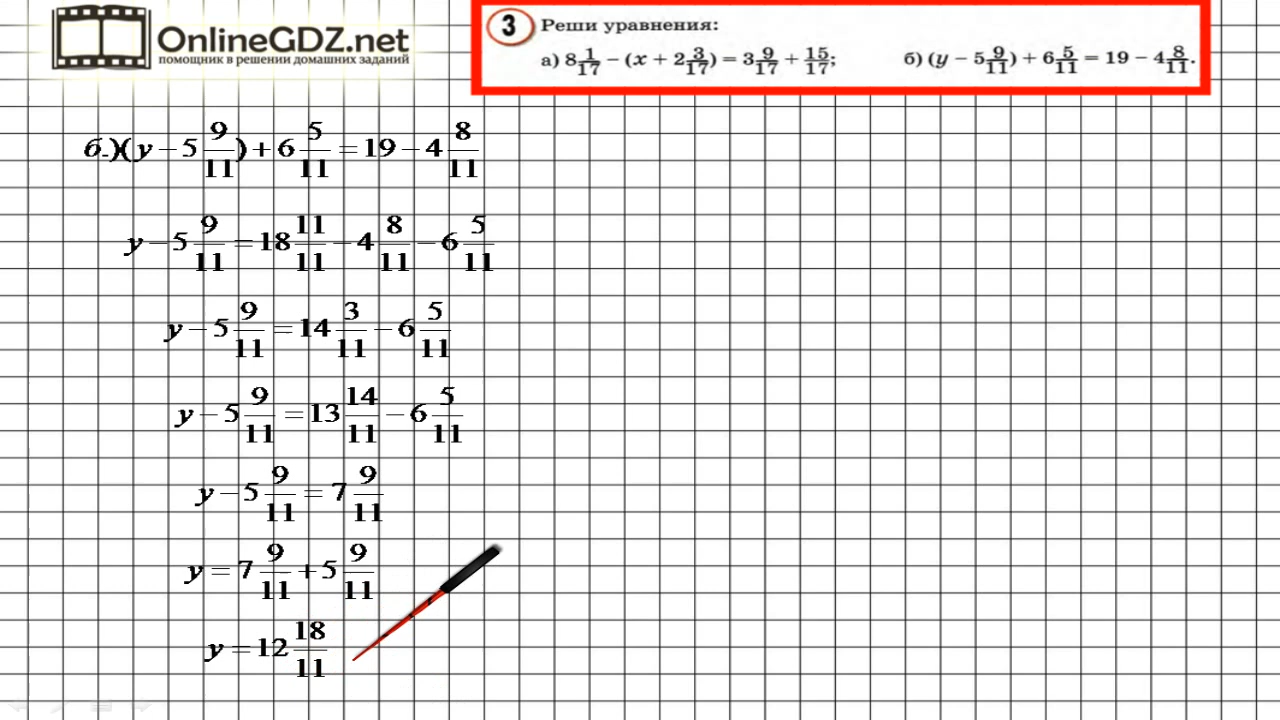 OnlineGDZ.net
помощник в решении домашних заданий
3 Реши уравнения:
а) 8 1/17 − (x + 2 3/17) = 3 9/17 + 15/17; б) (y − 5 9/11) + 6 5/11 = 19 − 4 8/11.
б.)(y − 5 9/11) + 6 5/11 = 19 − 4 8/11
y − 5 9/11 = 18 11/11 − 4 8/11 − 6 5/11
y − 5 9/11 = 14 3/11 − 6 5/11
y − 5 9/11 = 13 14/11 − 6 5/11
y − 5 9/11 = 7 9/11
y = 7 9/11 + 5 9/11
y = 12 18/11